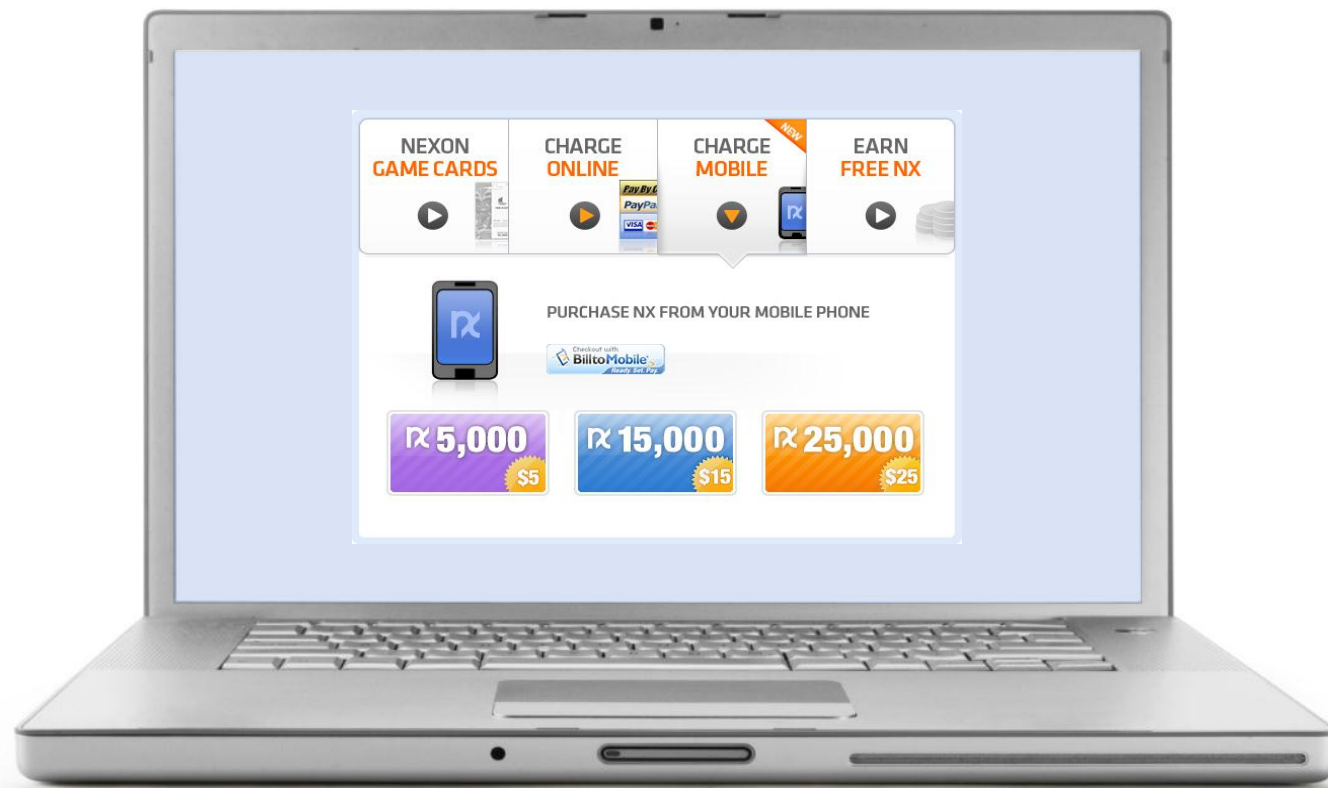 NEXON
GAME CARDS
CHARGE
ONLINE
CHARGE
MOBILE
NEW
EARN
FREE NX
PayPa
VISA
PURCHASE NX FROM YOUR MOBILE PHONE
Checkout with
BilltoMobile
Ready. Set. Pay.
5,000
$5
15,000
$15
25,000
$25